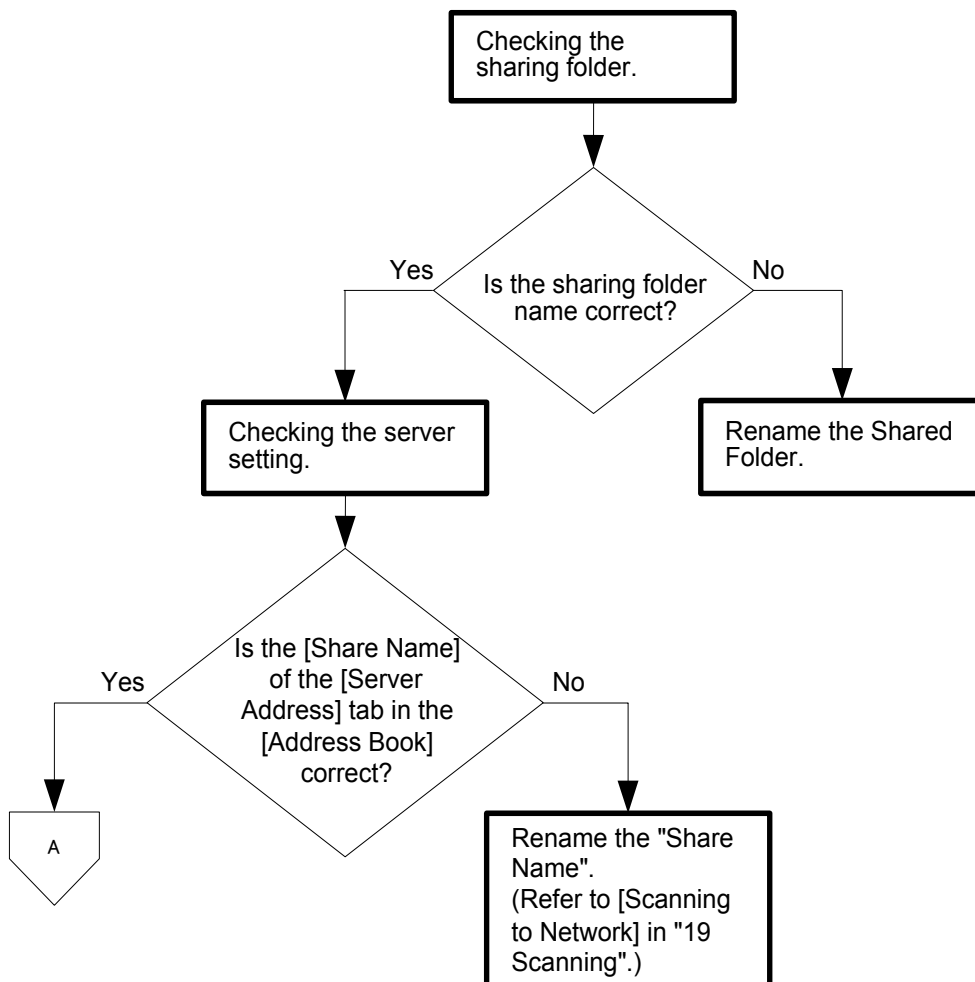 Checking the
sharing folder.
Yes
No
Is the sharing folder
name correct?
Checking the server
setting.
Rename the Shared
Folder.
Is the [Share Name]
of the [Server
Address] tab in the
[Address Book]
correct?
Yes
No
A
Rename the "Share
Name".
(Refer to [Scanning
to Network] in "19
Scanning".)